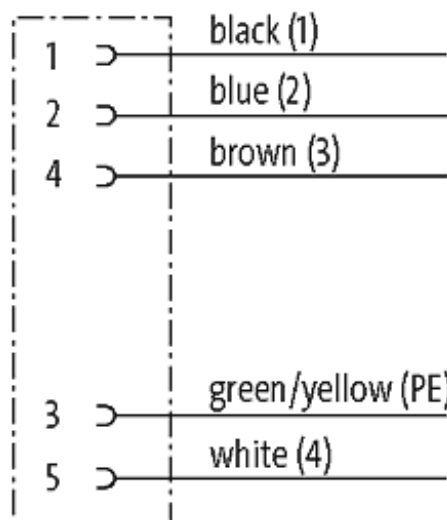 1 black (1)
2 blue (2)
4 brown (3)
3 green/yellow (PE)
5 white (4)